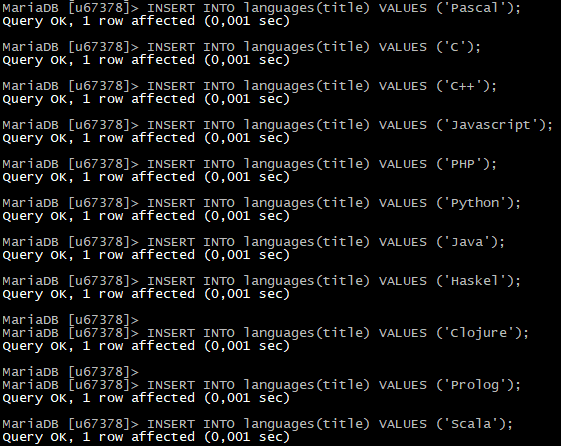 MariaDB [u67378]> INSERT INTO languages(title) VALUES ('Pascal');
Query OK, 1 row affected (0,001 sec)
MariaDB [u67378]> INSERT INTO languages(title) VALUES ('C');
Query OK, 1 row affected (0,001 sec)
MariaDB [u67378]> INSERT INTO languages(title) VALUES ('C++');
Query OK, 1 row affected (0,001 sec)
MariaDB [u67378]> INSERT INTO languages(title) VALUES ('Javascript');
Query OK, 1 row affected (0,001 sec)
MariaDB [u67378]> INSERT INTO languages(title) VALUES ('PHP');
Query OK, 1 row affected (0,001 sec)
MariaDB [u67378]> INSERT INTO languages(title) VALUES ('Python');
Query OK, 1 row affected (0,001 sec)
MariaDB [u67378]> INSERT INTO languages(title) VALUES ('Java');
Query OK, 1 row affected (0,001 sec)
MariaDB [u67378]> INSERT INTO languages(title) VALUES ('Haskel');
Query OK, 1 row affected (0,001 sec)
MariaDB [u67378]>
MariaDB [u67378]> INSERT INTO languages(title) VALUES ('Clojure');
Query OK, 1 row affected (0,001 sec)
MariaDB [u67378]>
MariaDB [u67378]> INSERT INTO languages(title) VALUES ('Prolog');
Query OK, 1 row affected (0,001 sec)
MariaDB [u67378]> INSERT INTO languages(title) VALUES ('Scala');
Query OK, 1 row affected (0,001 sec)